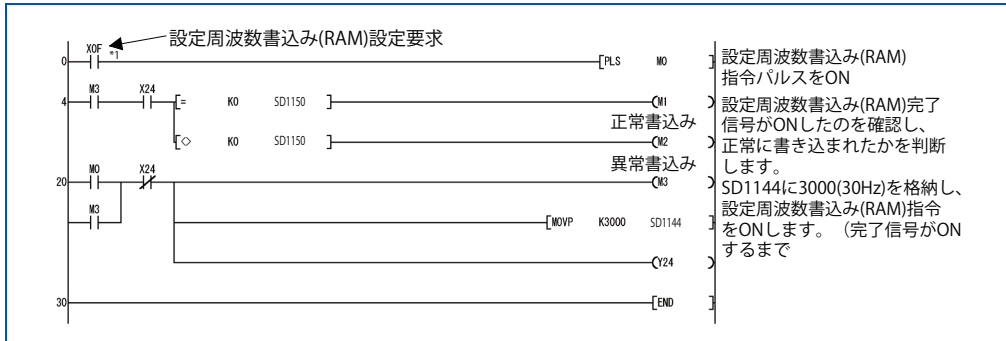 設定周波数書込み(RAM)設定要求
X0F *1
0 PLS M0
設定周波数書込み(RAM)
指令パルスをON
M3 X24
4 = K0 SD1150 M1
正常書込み
<> K0 SD1150 M2
異常書込み
設定周波数書込み(RAM)完了
信号がONしたのを確認し、
正常に書き込まれたかを判断
します。
M0 X24
20 M3
M3
MOVP K3000 SD1144
Y24
SD1144に3000(30Hz)を格納し、
設定周波数書込み(RAM)指令
をONします。（完了信号がON
するまで
30 END